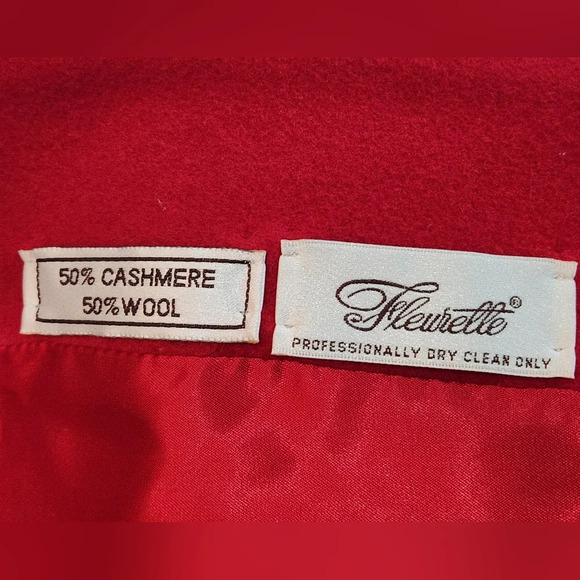 50% CASHMERE
50% WOOL
Fleurette®
PROFESSIONALLY DRY CLEAN ONLY